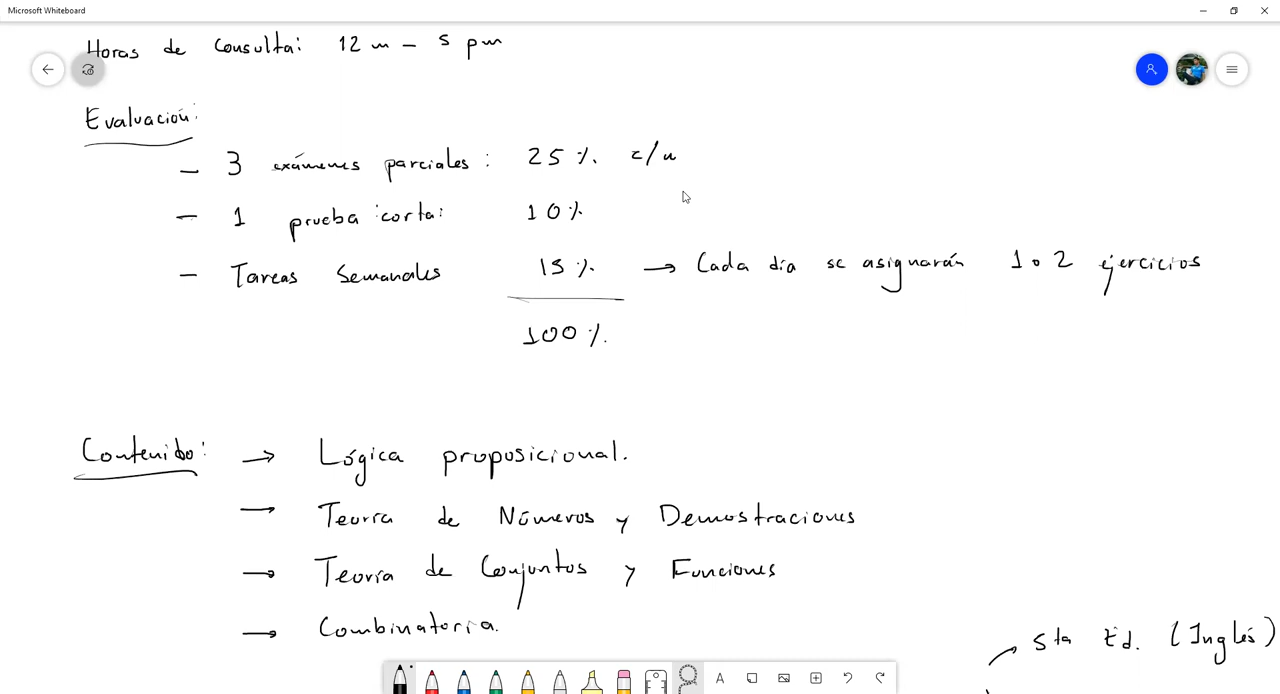 Microsoft Whiteboard
Horas de Consulta: 12 m - 5 pm
Evaluación:
- 3 exámenes parciales: 25 % c/u
- 1 prueba corta: 10%
- Tareas Semanales 15 % → Cada día se asignarán 1 o 2 ejercicios
100 %.
Contenido: → Lógica proposicional.
→ Teoría de Números y Demostraciones
→ Teoría de Conjuntos y Funciones
→ Combinatoria.
5ta Ed. (Inglés)
A